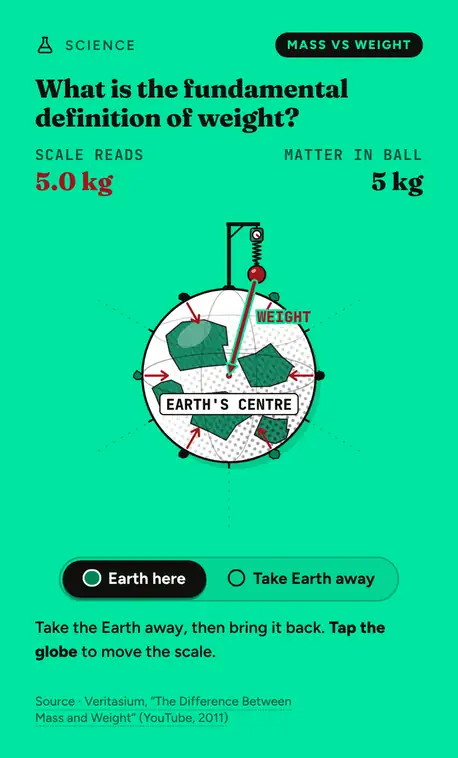 SCIENCE
MASS VS WEIGHT
What is the fundamental
definition of weight?
SCALE READS
MATTER IN BALL
5.0 kg
5 kg
WEIGHT
EARTH'S CENTRE
Earth here
Take Earth away
Take the Earth away, then bring it back. Tap the
globe to move the scale.
Source · Veritasium, “The Difference Between
Mass and Weight” (YouTube, 2011)